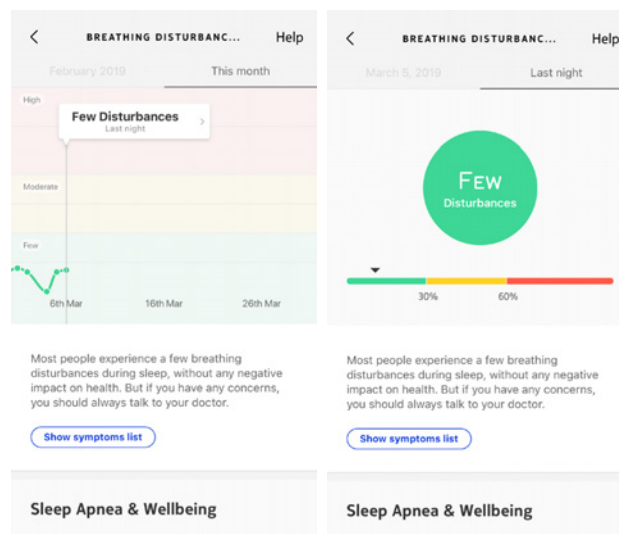 BREATHING DISTURBANC...
Help
February 2019
This month
High
Few Disturbances
Last night
Moderate
Few
6th Mar
16th Mar
26th Mar
Most people experience a few breathing
disturbances during sleep, without any negative
impact on health. But if you have any concerns,
you should always talk to your doctor.
Show symptoms list
Sleep Apnea & Wellbeing
BREATHING DISTURBANC...
Help
March 5, 2019
Last night
FEW
Disturbances
30%
60%
Most people experience a few breathing
disturbances during sleep, without any negative
impact on health. But if you have any concerns,
you should always talk to your doctor.
Show symptoms list
Sleep Apnea & Wellbeing